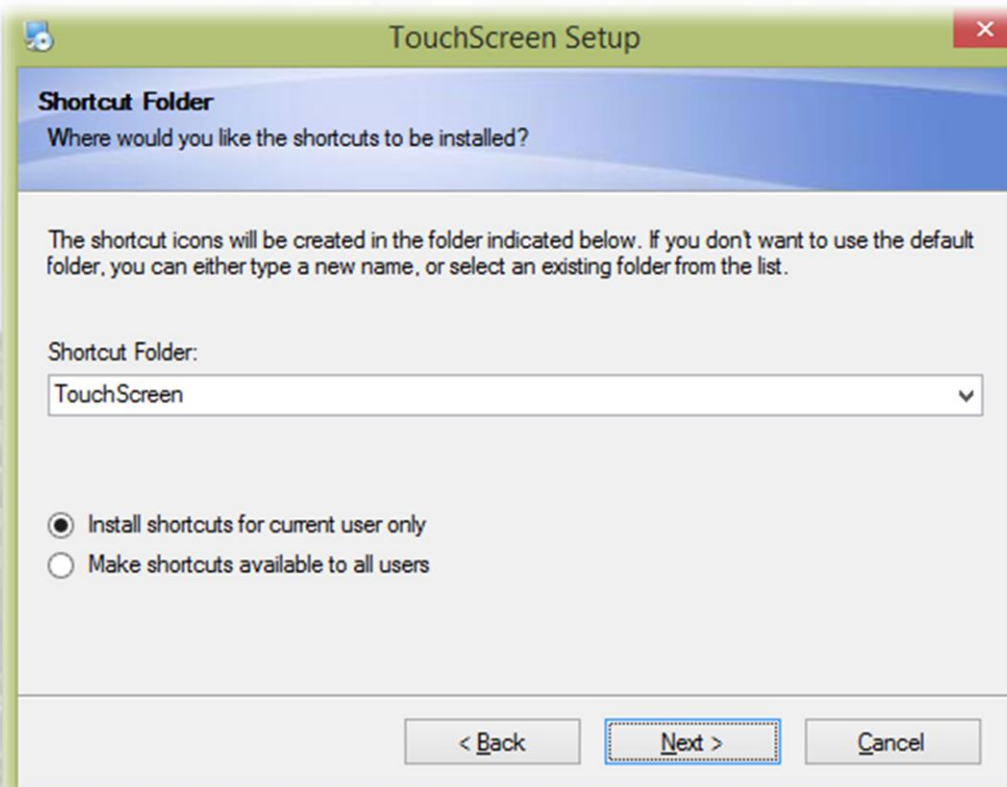 TouchScreen Setup
Shortcut Folder
Where would you like the shortcuts to be installed?
The shortcut icons will be created in the folder indicated below. If you don't want to use the default
folder, you can either type a new name, or select an existing folder from the list.
Shortcut Folder:
TouchScreen
Install shortcuts for current user only
Make shortcuts available to all users
< Back
Next >
Cancel